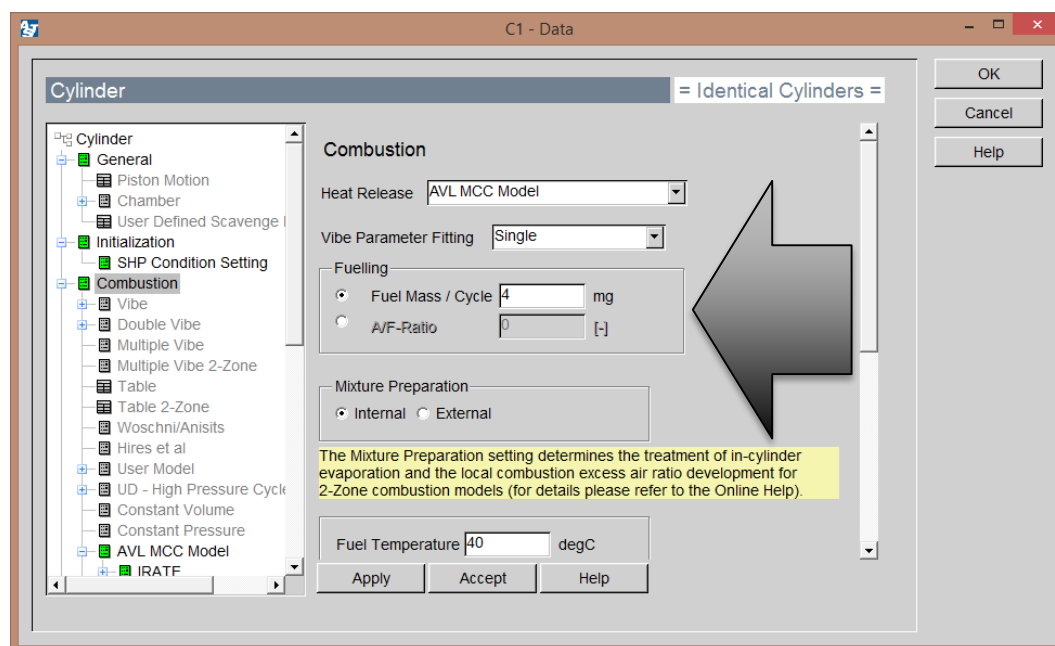 C1 - Data
Cylinder
= Identical Cylinders =
OK
Cancel
Help
Cylinder
General
Piston Motion
Chamber
User Defined Scavenge
Initialization
SHP Condition Setting
Combustion
Vibe
Double Vibe
Multiple Vibe
Multiple Vibe 2-Zone
Table
Table 2-Zone
Woschni/Anisits
Hires et al
User Model
UD - High Pressure Cycle
Constant Volume
Constant Pressure
AVL MCC Model
IRATE
Combustion
Heat Release AVL MCC Model
Vibe Parameter Fitting Single
Fuelling
Fuel Mass / Cycle 4 mg
A/F-Ratio 0 [-]
Mixture Preparation
Internal External
The Mixture Preparation setting determines the treatment of in-cylinder
evaporation and the local combustion excess air ratio development for
2-Zone combustion models (for details please refer to the Online Help).
Fuel Temperature 40 degC
Apply Accept Help